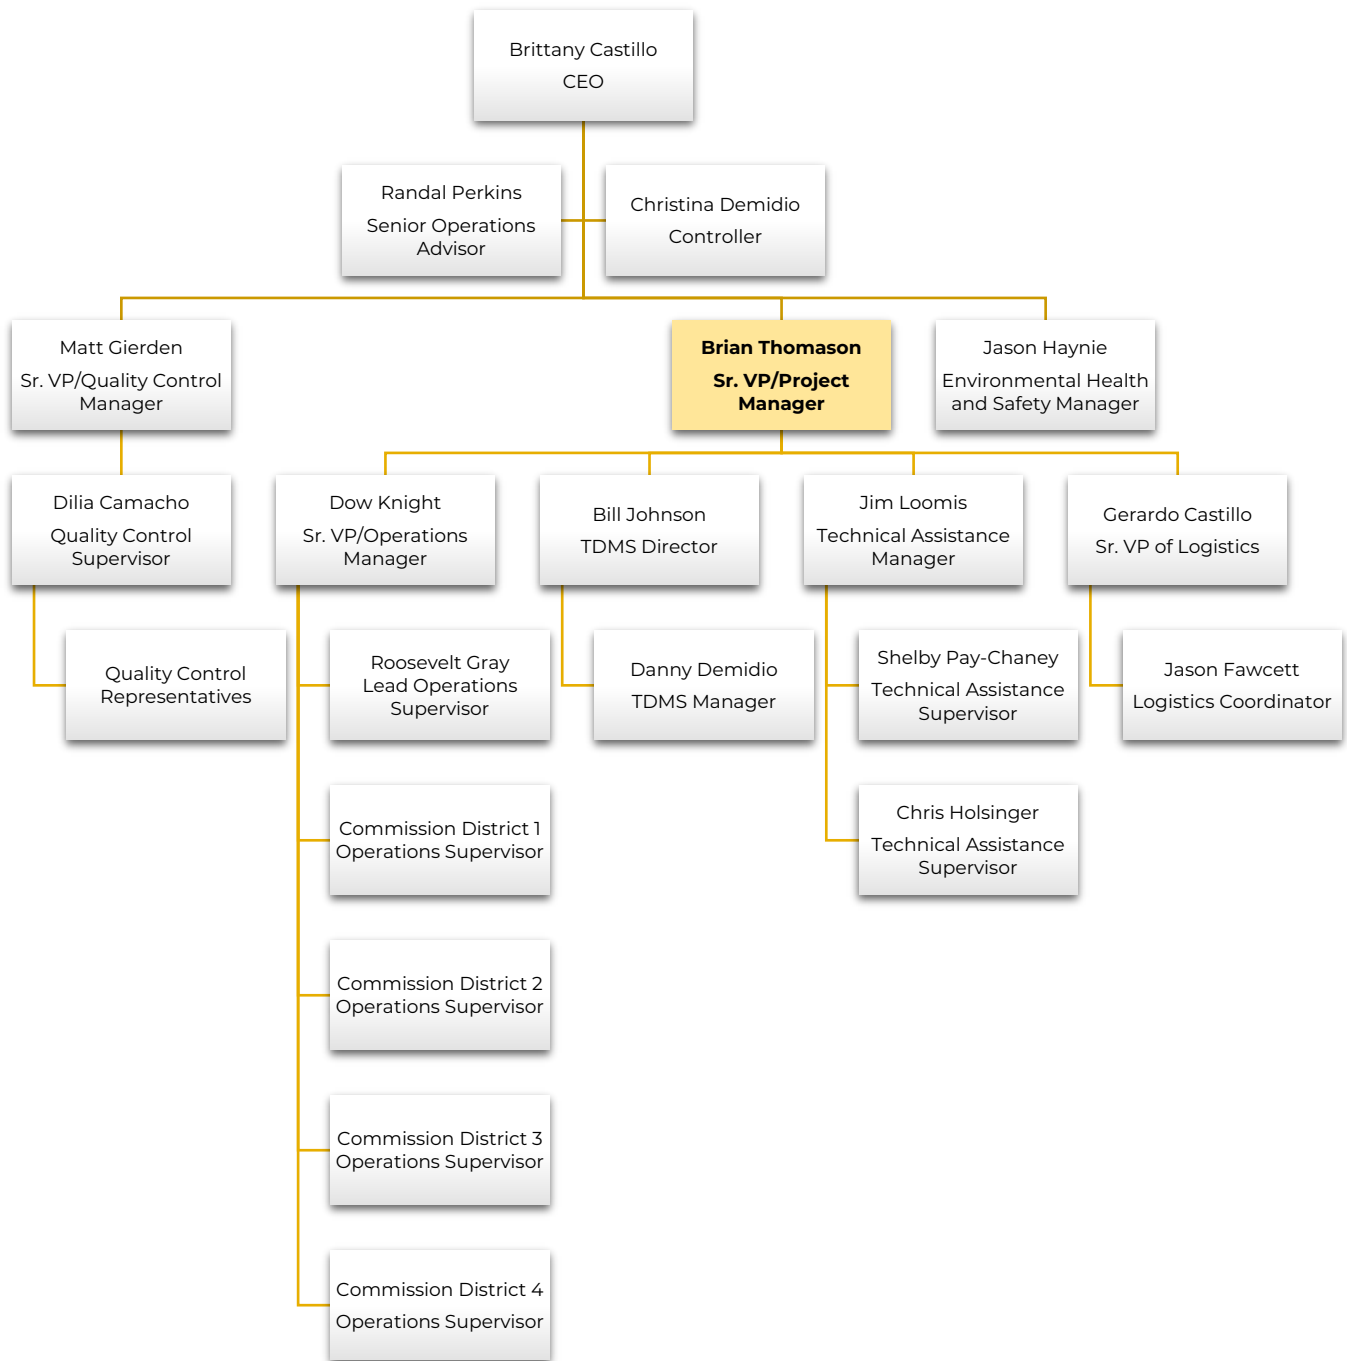 Brittany Castillo
CEO
Randal Perkins
Senior Operations
Advisor
Christina Demidio
Controller
Matt Gierden
Sr. VP/Quality Control
Manager
Brian Thomason
Sr. VP/Project
Manager
Jason Haynie
Environmental Health
and Safety Manager
Dilia Camacho
Quality Control
Supervisor
Dow Knight
Sr. VP/Operations
Manager
Bill Johnson
TDMS Director
Jim Loomis
Technical Assistance
Manager
Gerardo Castillo
Sr. VP of Logistics
Quality Control
Representatives
Roosevelt Gray
Lead Operations
Supervisor
Danny Demidio
TDMS Manager
Shelby Pay-Chaney
Technical Assistance
Supervisor
Jason Fawcett
Logistics Coordinator
Commission District 1
Operations Supervisor
Chris Holsinger
Technical Assistance
Supervisor
Commission District 2
Operations Supervisor
Commission District 3
Operations Supervisor
Commission District 4
Operations Supervisor